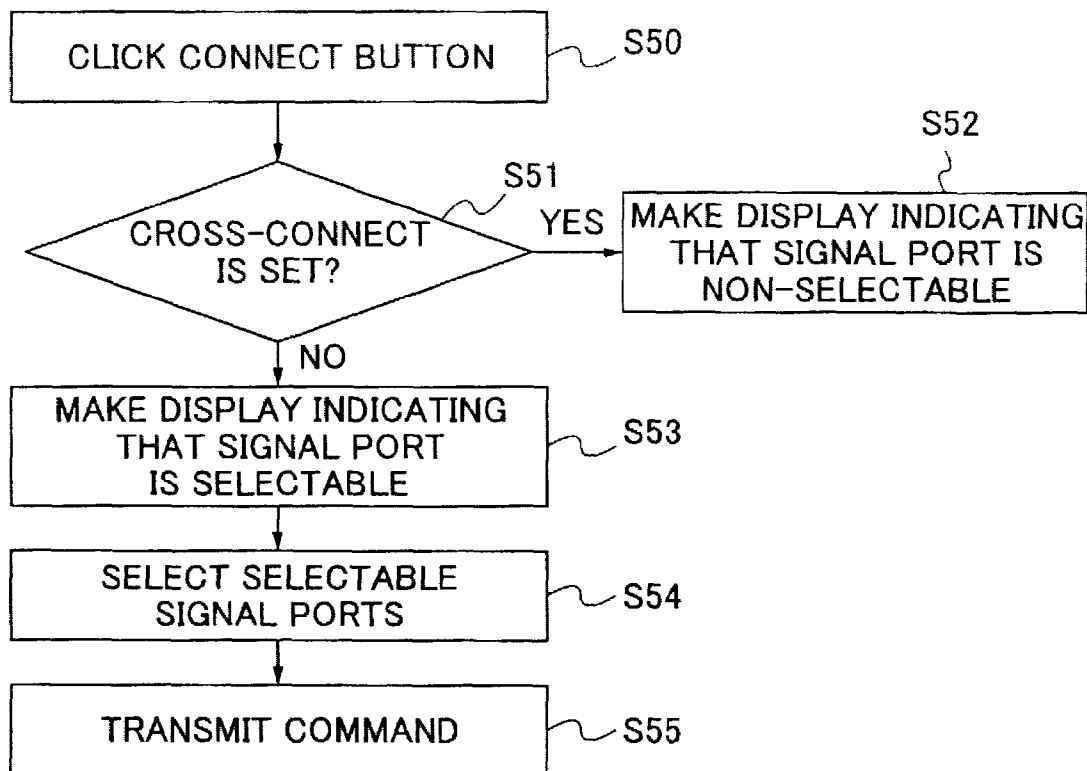 CLICK CONNECT BUTTON
S50
CROSS-CONNECT
IS SET?
S51
YES
S52
MAKE DISPLAY INDICATING
THAT SIGNAL PORT IS
NON-SELECTABLE
NO
MAKE DISPLAY INDICATING
THAT SIGNAL PORT
IS SELECTABLE
S53
SELECT SELECTABLE
SIGNAL PORTS
S54
TRANSMIT COMMAND
S55